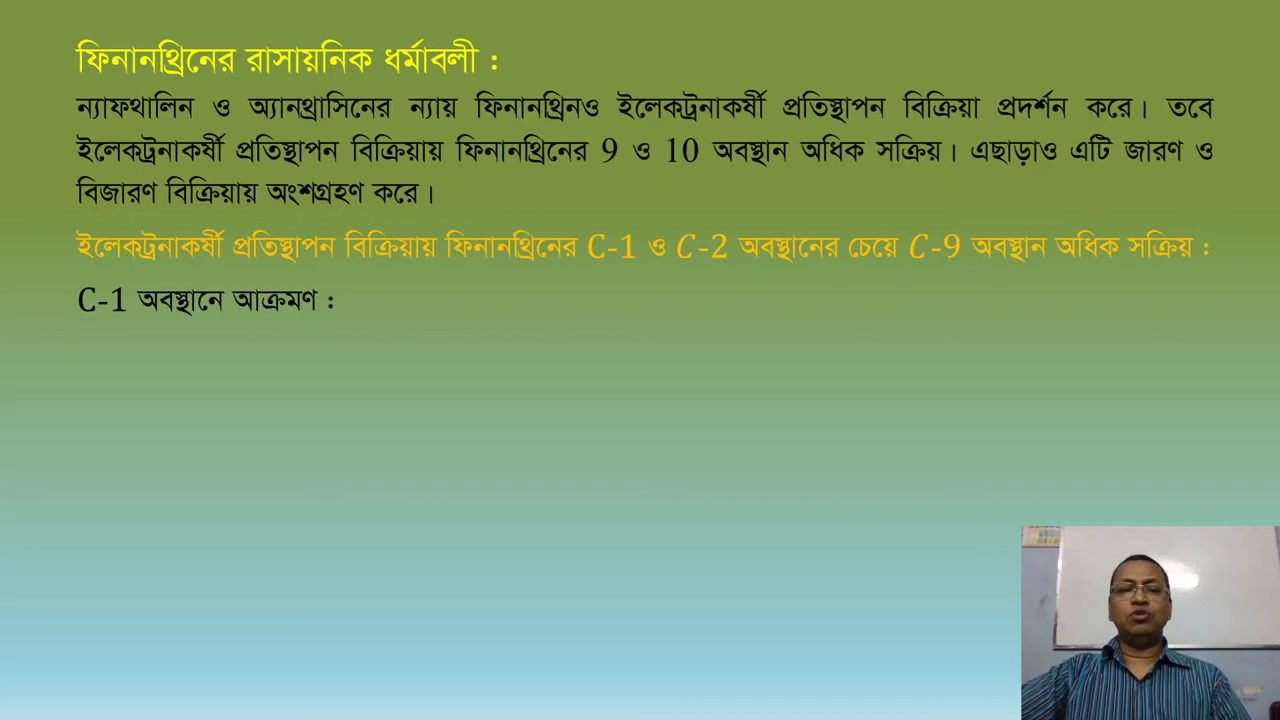 ফিনানথ্রিনের রাসায়নিক ধর্মাবলী :
ন্যাফথালিন ও অ্যানথ্রাসিনের ন্যায় ফিনানথ্রিনও ইলেকট্রনাকর্ষী প্রতিস্থাপন বিক্রিয়া প্রদর্শন করে। তবে
ইলেকট্রনাকর্ষী প্রতিস্থাপন বিক্রিয়ায় ফিনানথ্রিনের 9 ও 10 অবস্থান অধিক সক্রিয়। এছাড়াও এটি জারণ ও
বিজারণ বিক্রিয়ায় অংশগ্রহণ করে।
ইলেকট্রনাকর্ষী প্রতিস্থাপন বিক্রিয়ায় ফিনানথ্রিনের C-1 ও C-2 অবস্থানের চেয়ে C-9 অবস্থান অধিক সক্রিয় :
C-1 অবস্থানে আক্রমণ :